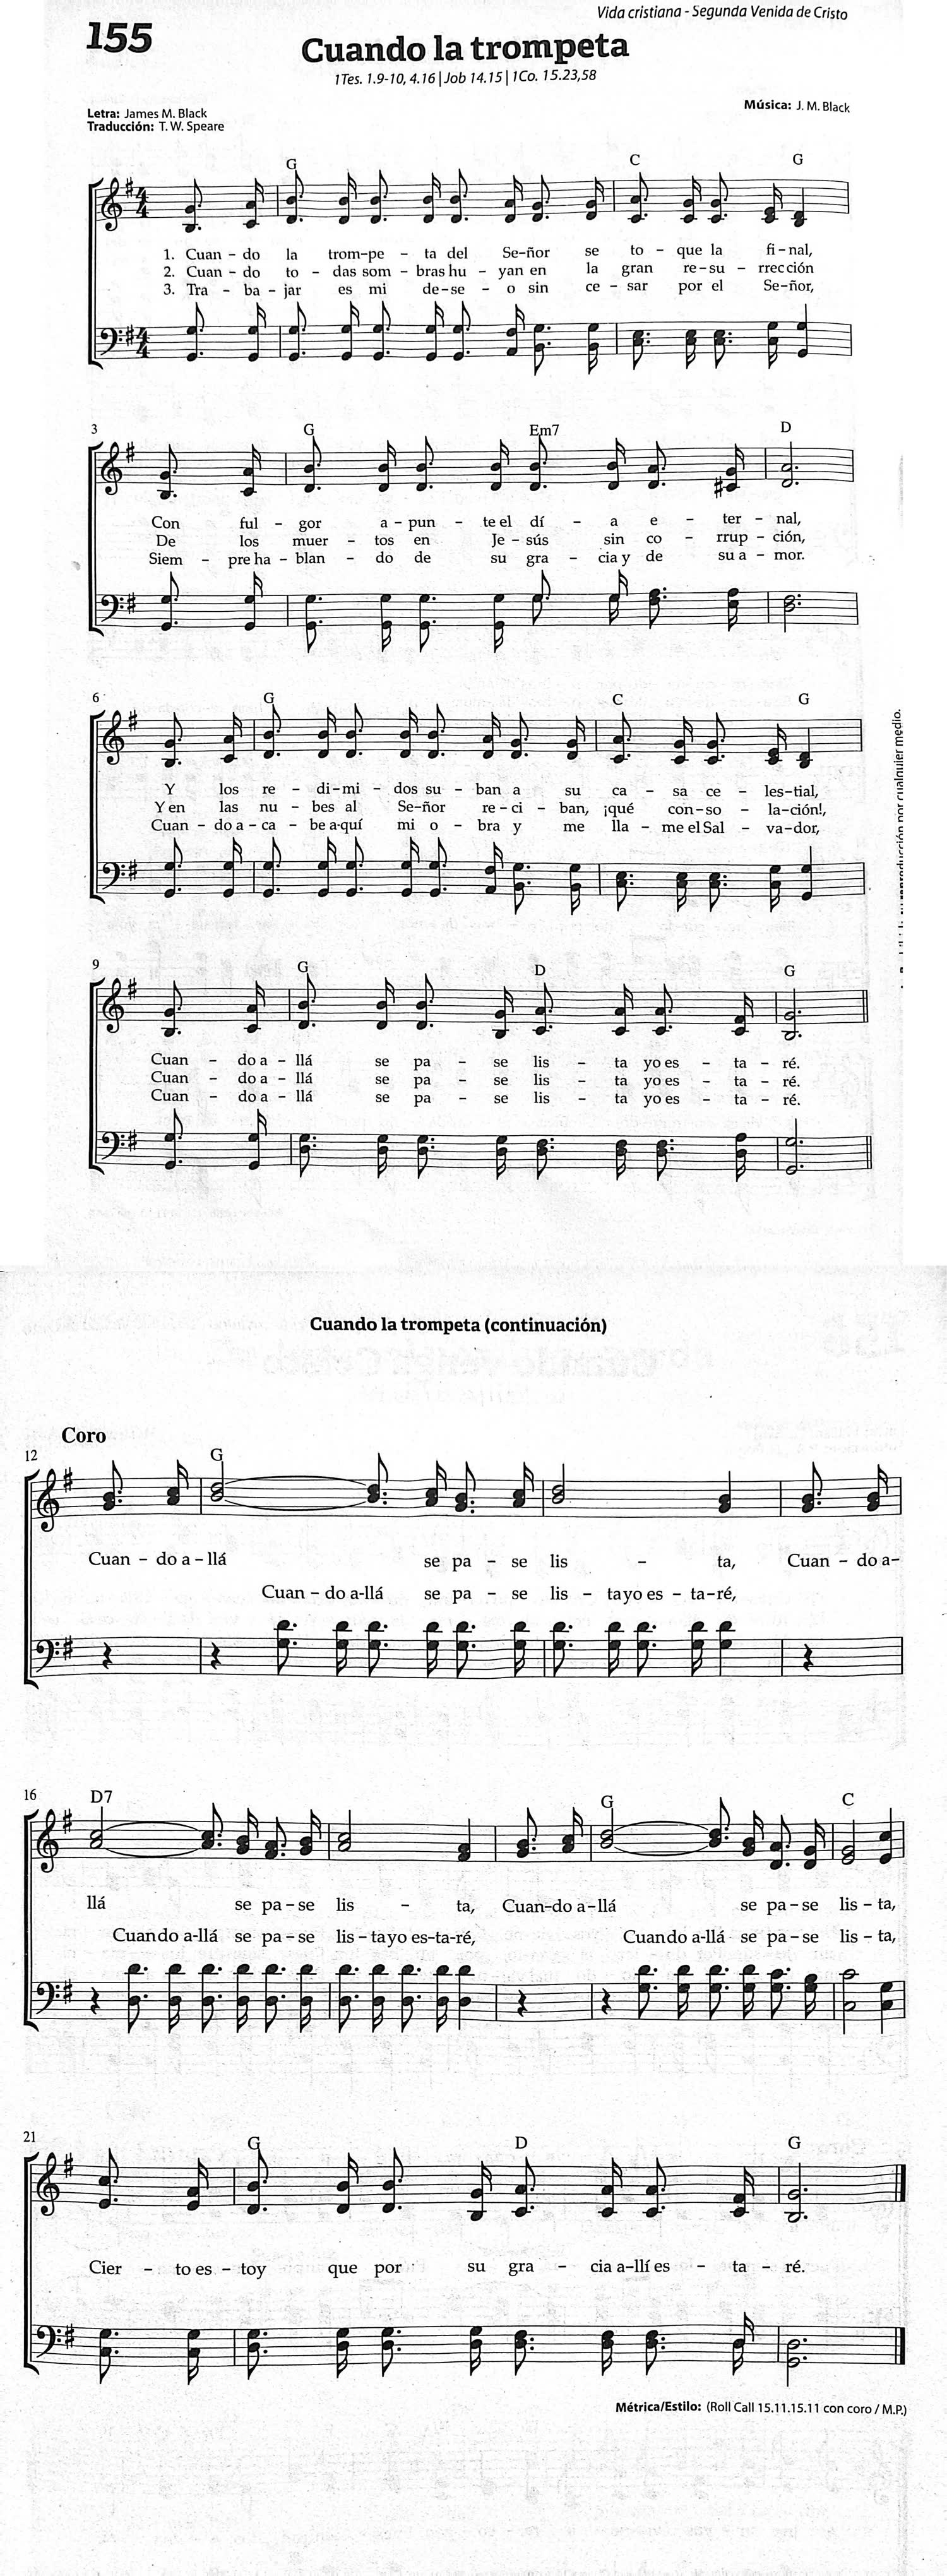 Vida cristiana - Segunda Venida de Cristo
155
Cuando la trompeta
1Tes. 1.9-10, 4.16 | Job 14.15 | 1Co. 15.23,58
Letra: James M. Black
Música: J. M. Black
Traducción: T. W. Speare
G C G
1. Cuan – do la trom–pe – ta del Se–ñor se to – que la fi–nal,
2. Cuan – do to – das som – bras hu – yan en la gran re–su – rrección
3. Tra – ba – jar es mi de–se – o sin ce – sar por el Se–ñor,
3
G Em7 D
Con ful – gor a – pun – te el dí – a e – ter – nal,
De los muer – tos en Je – sús sin co – rrup – ción,
Siem – pre ha – blan – do de su gra – cia y de su a – mor.
6
G C G
Y los re – di–mi – dos su – ban a su ca – sa ce – les–tial,
Y en las nu – bes al Se–ñor re – ci – ban, ¡qué con–so – la–ción!,
Cuan – do a – ca – be a-quí mi o – bra y me lla – me el Sal – va–dor,
9
G D G
Cuan – do a – llá se pa – se lis – ta yo es – ta – ré.
Cuan – do a – llá se pa – se lis – ta yo es – ta – ré.
Cuan – do a – llá se pa – se lis – ta yo es – ta – ré.
por cualquier medio.
Cuando la trompeta (continuación)
Coro
12
G
Cuan – do a – llá se pa – se lis – ta, Cuan – do a–
Cuan – do a-llá se pa – se lis – ta yo es – ta–ré,
16
D7 G C
llá se pa – se lis – ta, Cuan–do a–llá se pa–se lis – ta,
Cuando a-llá se pa – se lis – ta yo es-ta-ré, Cuando a-llá se pa – se lis – ta,
21
G D G
Cier – to es – toy que por su gra – cia a–llí es – ta – ré.
Métrica/Estilo: (Roll Call 15.11.15.11 con coro / M.P.)